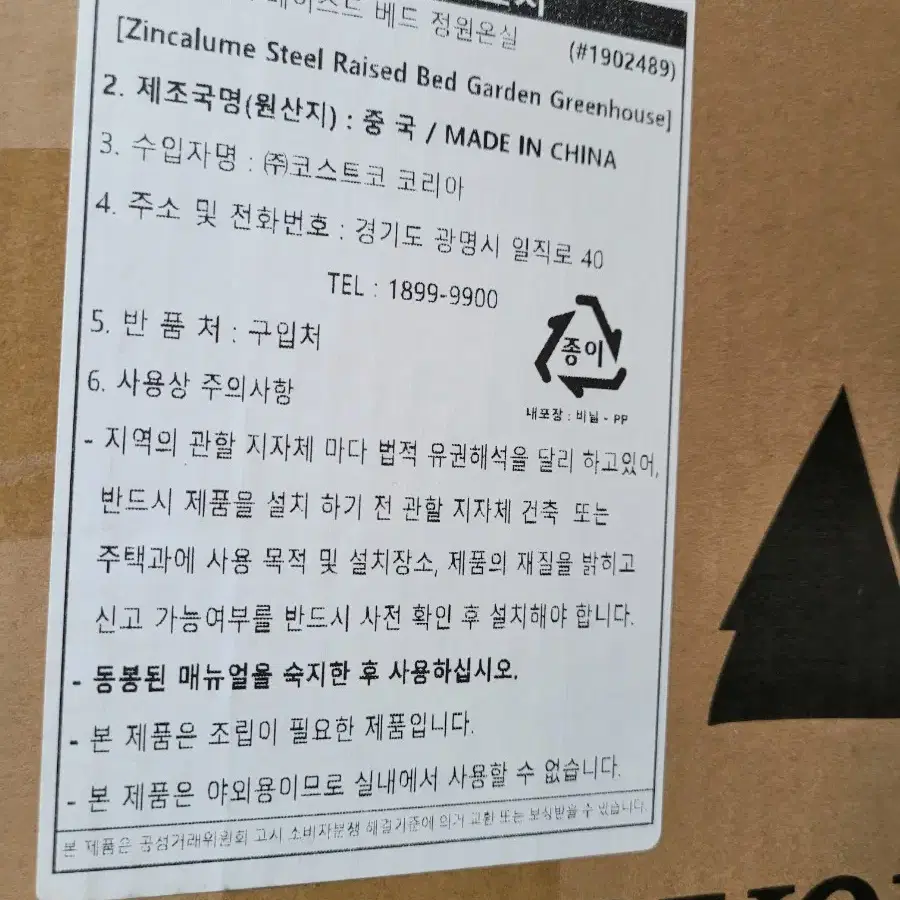 베드 정원온실 (#1902489)
[Zincalume Steel Raised Bed Garden Greenhouse]
2. 제조국명(원산지) : 중 국 / MADE IN CHINA
3. 수입자명 : ㈜코스트코 코리아
4. 주소 및 전화번호 : 경기도 광명시 일직로 40
TEL : 1899-9900
5. 반 품 처 : 구입처
종이
6. 사용상 주의사항
내포장 : 비닐 - PP
- 지역의 관할 지자체 마다 법적 유권해석을 달리 하고있어,
반드시 제품을 설치 하기 전 관할 지자체 건축 또는
주택과에 사용 목적 및 설치장소, 제품의 재질을 밝히고
신고 가능여부를 반드시 사전 확인 후 설치해야 합니다.
- 동봉된 매뉴얼을 숙지한 후 사용하십시오.
- 본 제품은 조립이 필요한 제품입니다.
- 본 제품은 야외용이므로 실내에서 사용할 수 없습니다.
본 제품은 공정거래위원회 고시 소비자분쟁 해결기준에 의거 교환 또는 보상받을 수 있습니다.